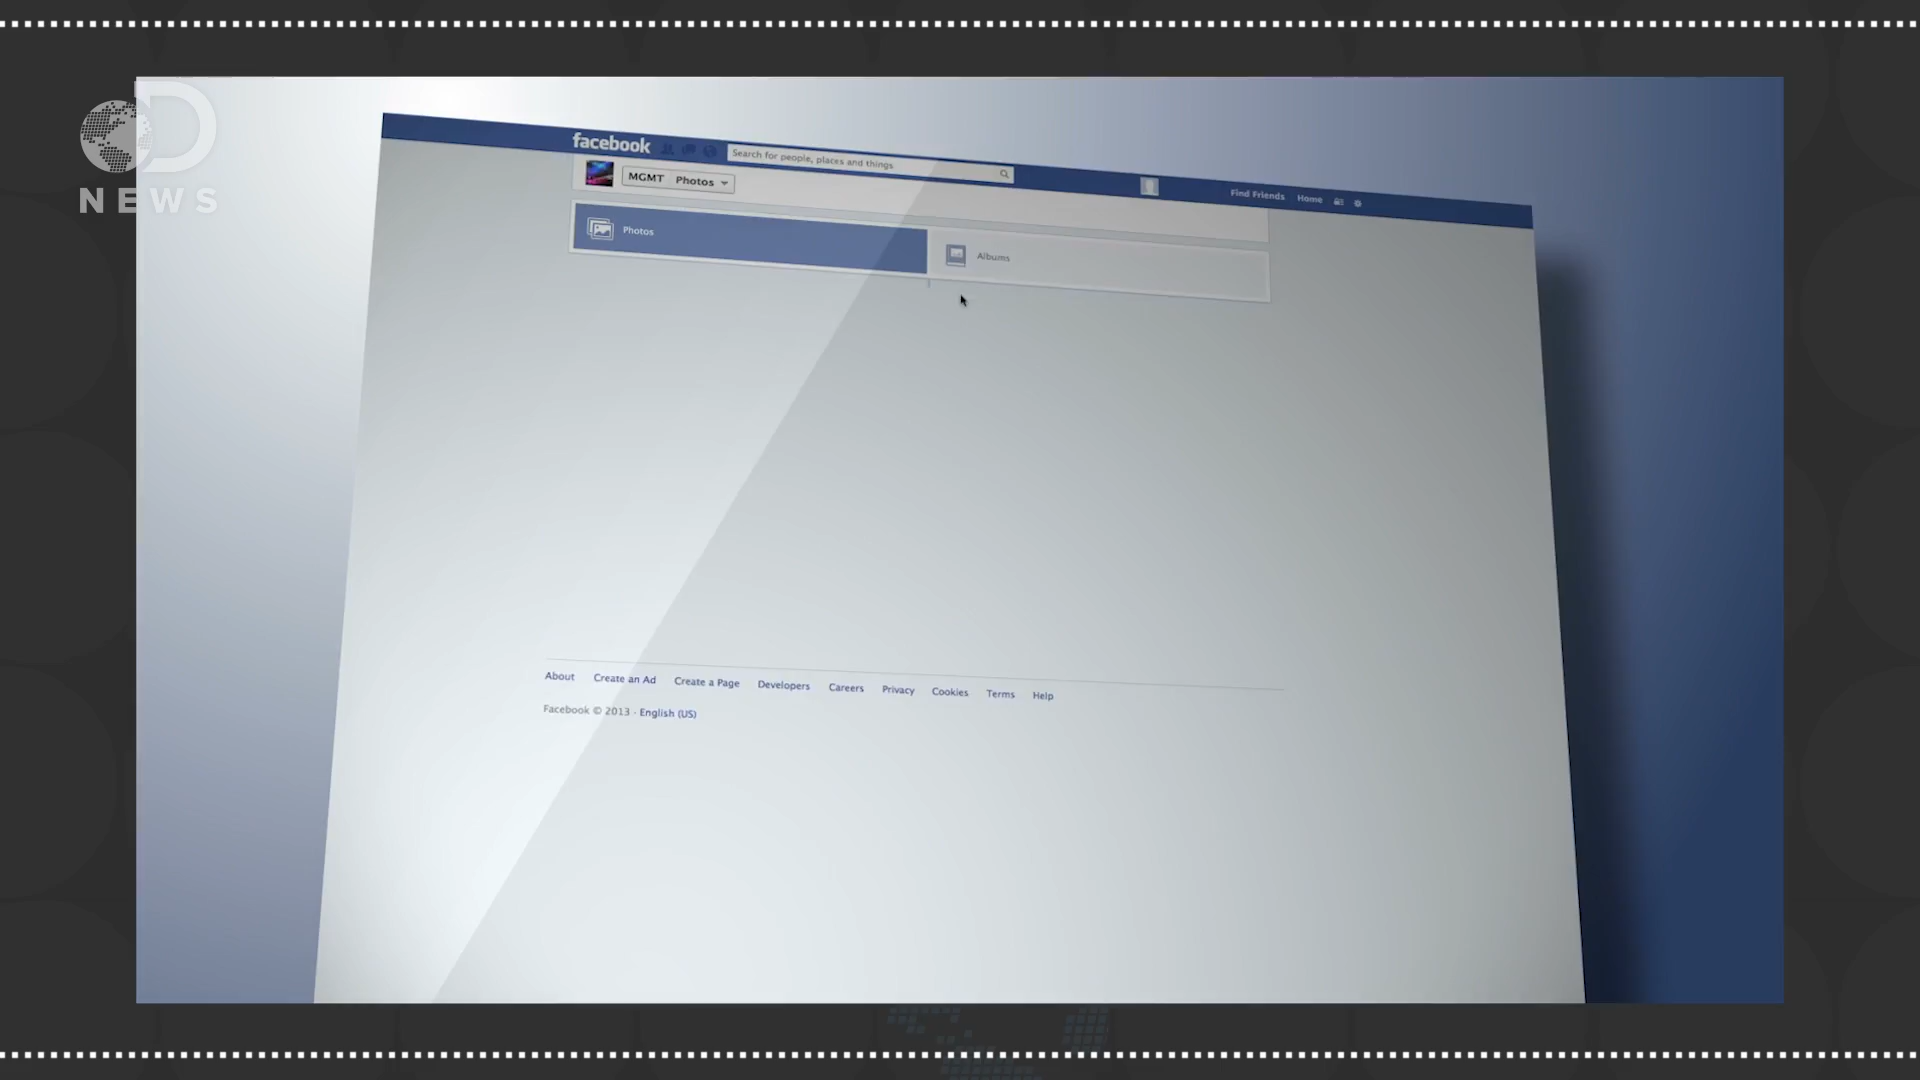 D
NEWS
facebook
Search for people, places and things
Find Friends Home
MGMT Photos
Photos
Albums
About Create an Ad Create a Page Developers Careers Privacy Cookies Terms Help
Facebook © 2013 · English (US)